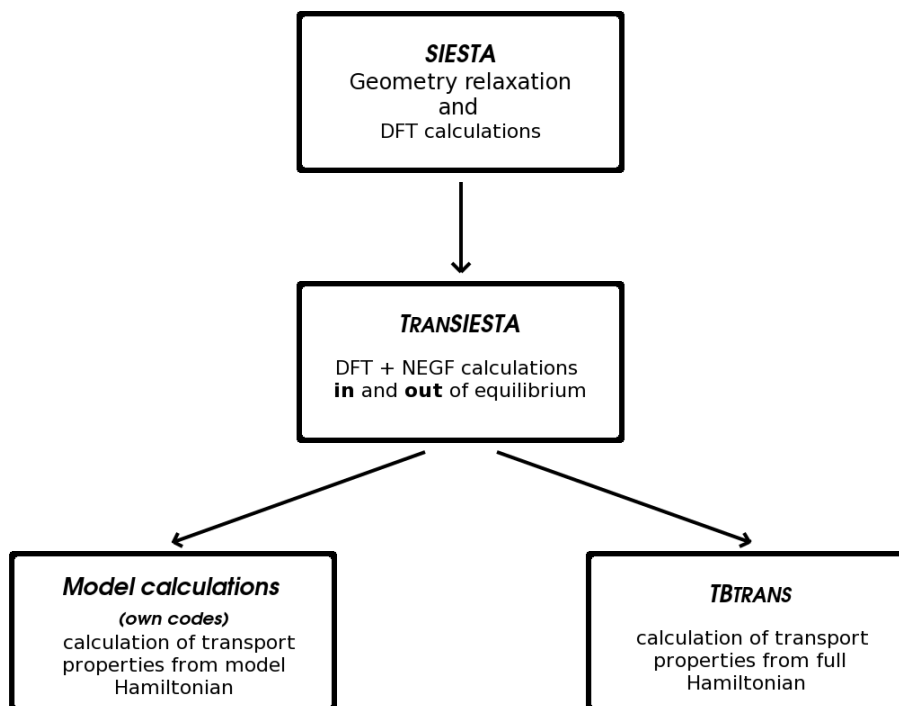 SIESTA
Geometry relaxation
and
DFT calculations
TRANSIESTA
DFT + NEGF calculations
in and out of equilibrium
Model calculations
(own codes)
calculation of transport
properties from model
Hamiltonian
TBTRANS
calculation of transport
properties from full
Hamiltonian